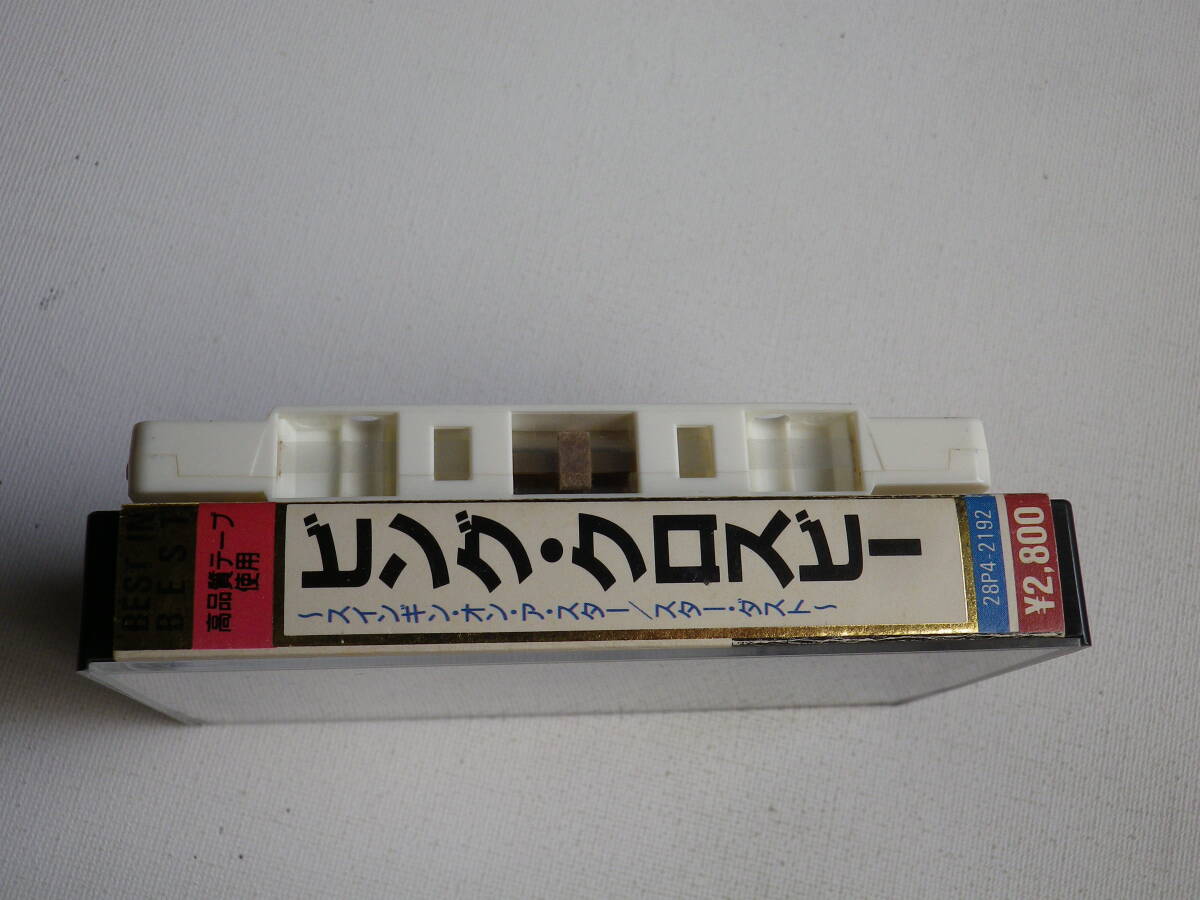 BEST IN
BEST
高品質テープ
使用
ビング・クロスビー
〜スインギン・オン・ア・スター/スター・ダスト〜
28P4-2192
¥2,800